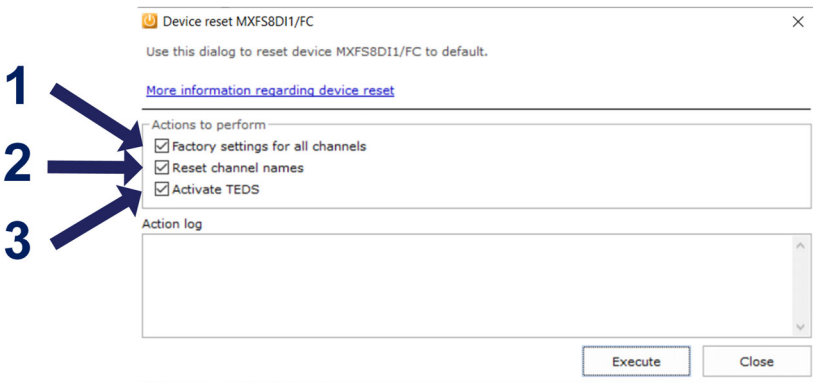 Device reset MXFS8DI1/FC
Use this dialog to reset device MXFS8DI1/FC to default.
More information regarding device reset
Actions to perform
1
Factory settings for all channels
2
Reset channel names
3
Activate TEDS
Action log
Execute Close